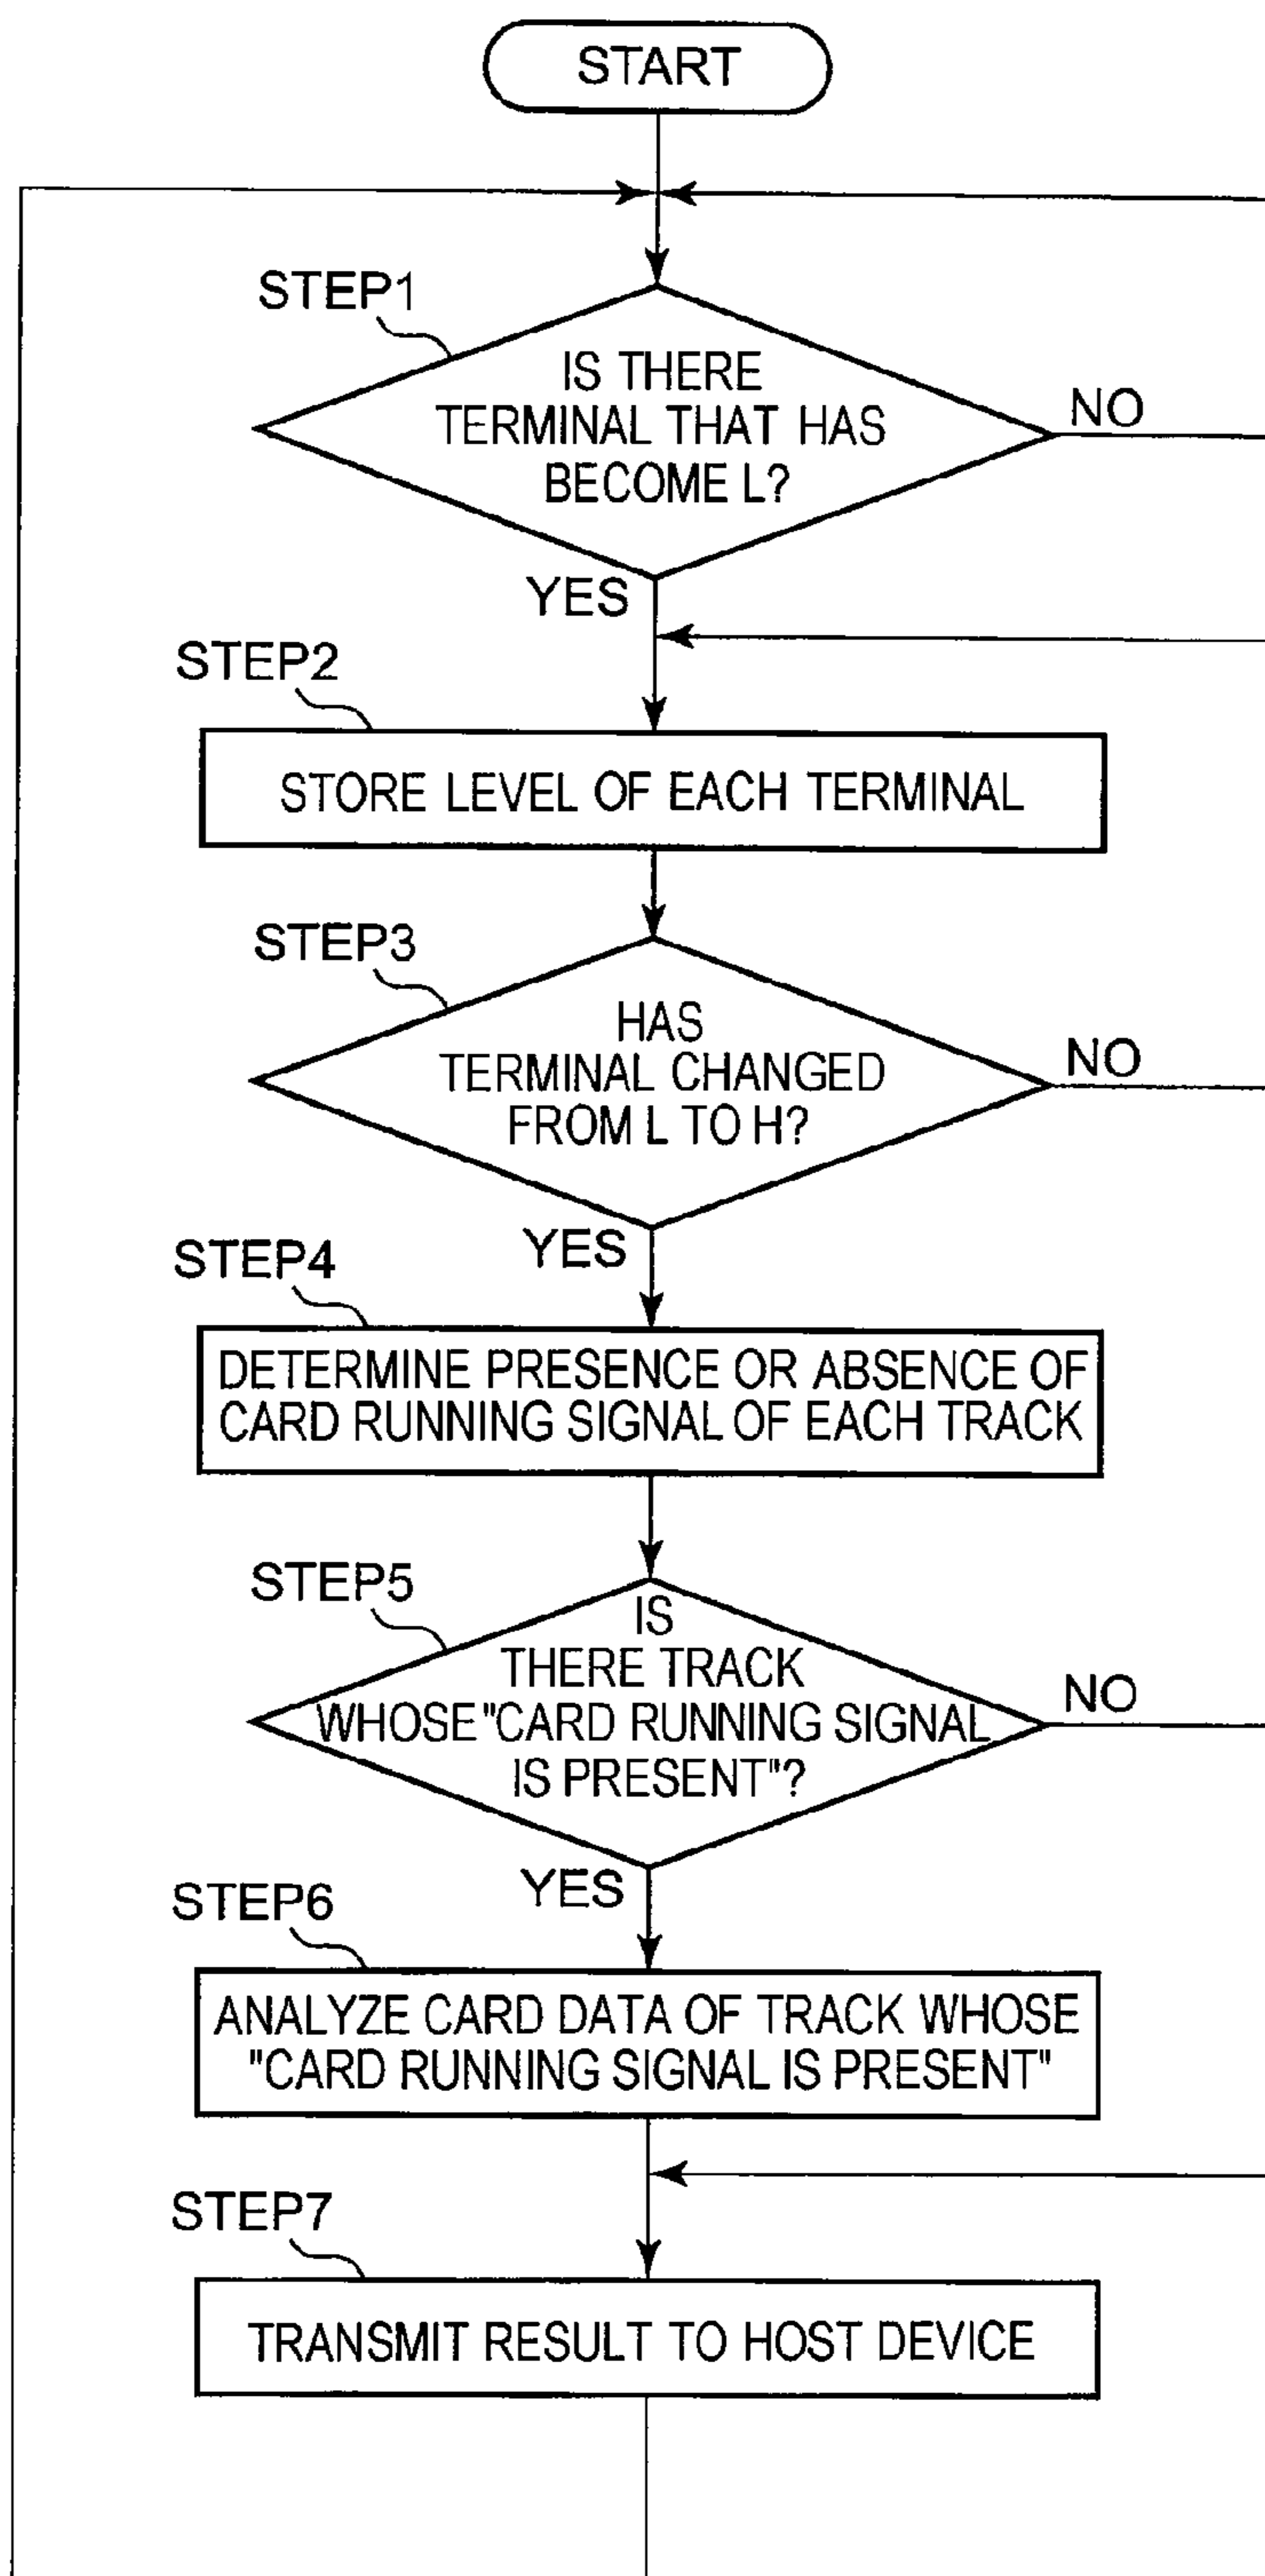 START
STEP1
IS THERE
TERMINAL THAT HAS
BECOME L?
NO
YES
STEP2
STORE LEVEL OF EACH TERMINAL
STEP3
HAS
TERMINAL CHANGED
FROM L TO H?
NO
YES
STEP4
DETERMINE PRESENCE OR ABSENCE OF
CARD RUNNING SIGNAL OF EACH TRACK
STEP5
IS
THERE TRACK
WHOSE "CARD RUNNING SIGNAL
IS PRESENT"?
NO
YES
STEP6
ANALYZE CARD DATA OF TRACK WHOSE
"CARD RUNNING SIGNAL IS PRESENT"
STEP7
TRANSMIT RESULT TO HOST DEVICE